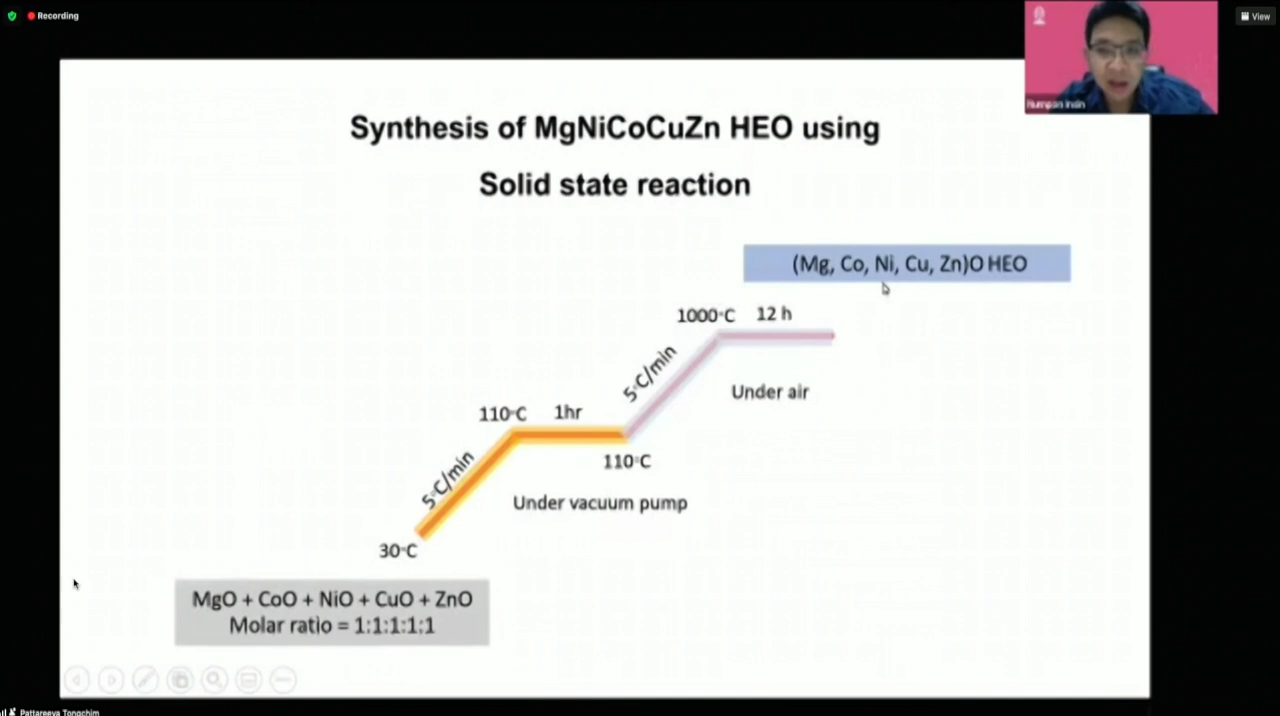 Recording
View
Synthesis of MgNiCoCuZn HEO using
Solid state reaction
(Mg, Co, Ni, Cu, Zn)O HEO
1000°C 12 h
5°C/min
Under air
110°C 1hr
110°C
5°C/min
Under vacuum pump
30°C
MgO + CoO + NiO + CuO + ZnO
Molar ratio = 1:1:1:1:1
Pattareeya Tongchim